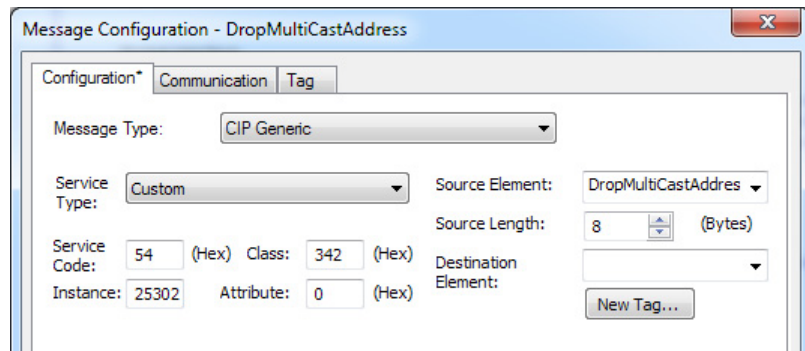 Message Configuration - DropMultiCastAddress
Configuration* Communication Tag
Message Type: CIP Generic
Service Type: Custom
Source Element: DropMultiCastAddres
Source Length: 8 (Bytes)
Service Code: 54 (Hex) Class: 342 (Hex)
Destination Element:
Instance: 25302 Attribute: 0 (Hex)
New Tag...